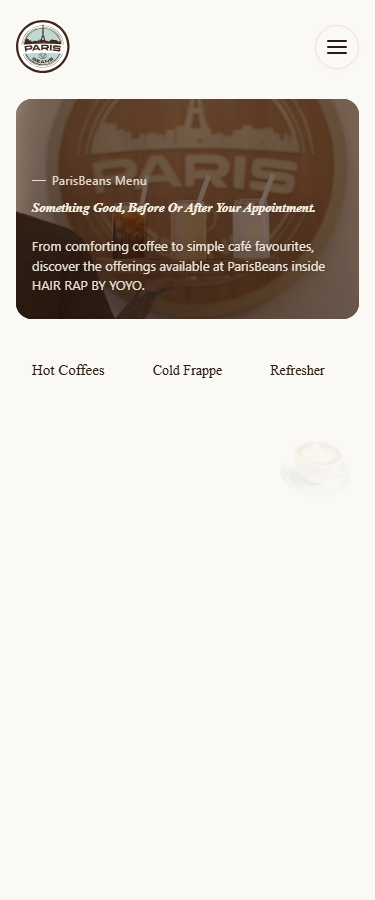 PARIS
BEANS
PARIS
— ParisBeans Menu
Something Good, Before Or After Your Appointment.
From comforting coffee to simple café favourites,
discover the offerings available at ParisBeans inside
HAIR RAP BY YOYO.
Hot Coffees
Cold Frappe
Refresher